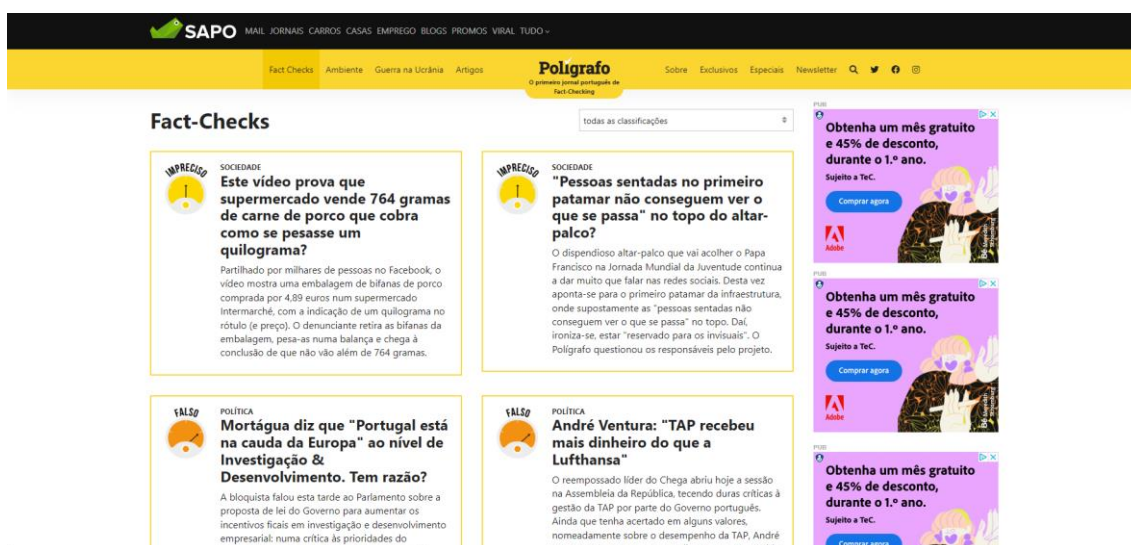 SAPO MAIL JORNAIS CARROS CASAS EMPREGO BLOGS PROMOS VIRAL TUDO
Fact Checks Ambiente Guerra na Ucrânia Artigos
Polígrafo
O primeiro jornal português de
Fact-Checking
Sobre Exclusivos Especiais Newsletter
Fact-Checks
todas as classificações
IMPRECISO
SOCIEDADE
Este vídeo prova que
supermercado vende 764 gramas
de carne de porco que cobra
como se pesasse um
quilograma?
Partilhado por milhares de pessoas no Facebook, o
vídeo mostra uma embalagem de bifanas de porco
comprada por 4,89 euros num supermercado
Intermarché, com a indicação de um quilograma no
rótulo (e preço). O denunciante retira as bifanas da
embalagem, pesa-as numa balança e chega à
conclusão de que não vão além de 764 gramas.
IMPRECISO
SOCIEDADE
"Pessoas sentadas no primeiro
patamar não conseguem ver o
que se passa" no topo do altar-
palco?
O dispendioso altar-palco que vai acolher o Papa
Francisco na Jornada Mundial da Juventude continua
a dar muito que falar nas redes sociais. Desta vez
aponta-se para o primeiro patamar da infraestrutura,
onde supostamente as "pessoas sentadas não
conseguem ver o que se passa" no topo. Daí,
ironiza-se, estar "reservado para os invisuais". O
Polígrafo questionou os responsáveis pelo projeto.
FALSO
POLÍTICA
Mortágua diz que "Portugal está
na cauda da Europa" ao nível de
Investigação &
Desenvolvimento. Tem razão?
A bloquista falou esta tarde ao Parlamento sobre a
proposta de lei do Governo para aumentar os
incentivos ficais em investigação e desenvolvimento
empresarial: numa crítica às prioridades do
FALSO
POLÍTICA
André Ventura: "TAP recebeu
mais dinheiro do que a
Lufthansa"
O reempossado líder do Chega abriu hoje a sessão
na Assembleia da República, tecendo duras críticas à
gestão da TAP por parte do Governo português.
Ainda que tenha acertado em alguns valores,
nomeadamente sobre o desempenho da TAP, André
PUB
Obtenha um mês gratuito
e 45% de desconto,
durante o 1.º ano.
Sujeito a TeC.
Comprar agora
Adobe
PUB
Obtenha um mês gratuito
e 45% de desconto,
durante o 1.º ano.
Sujeito a TeC.
Comprar agora
Adobe
PUB
Obtenha um mês gratuito
e 45% de desconto,
durante o 1.º ano.
Sujeito a TeC.
Comprar agora